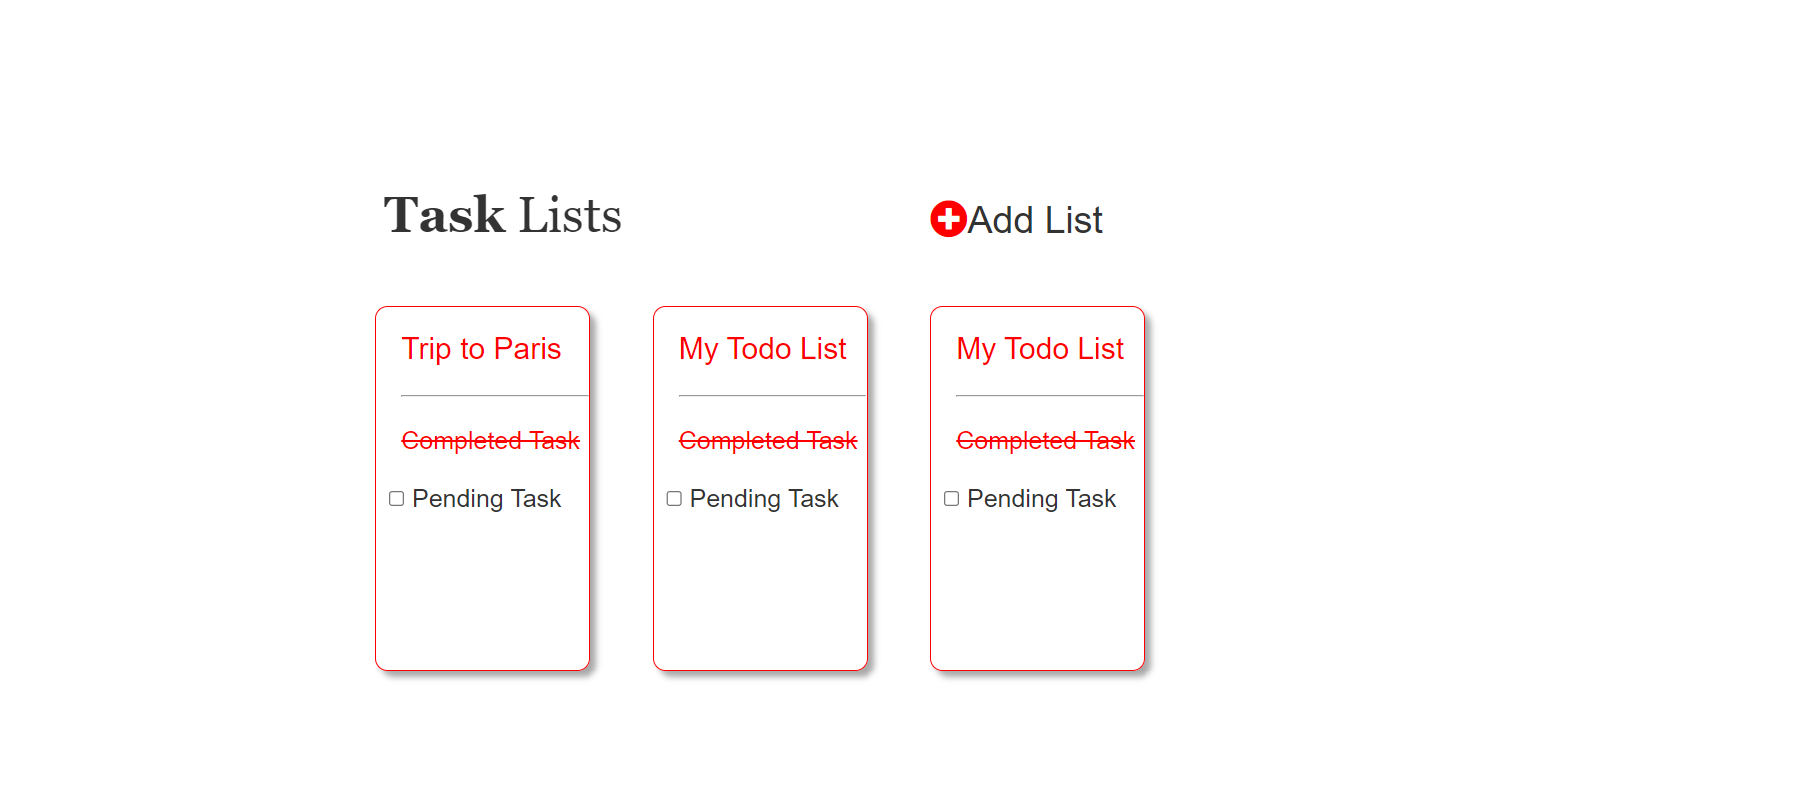 Task Lists
Add List
Trip to Paris
Completed Task
Pending Task
My Todo List
Completed Task
Pending Task
My Todo List
Completed Task
Pending Task